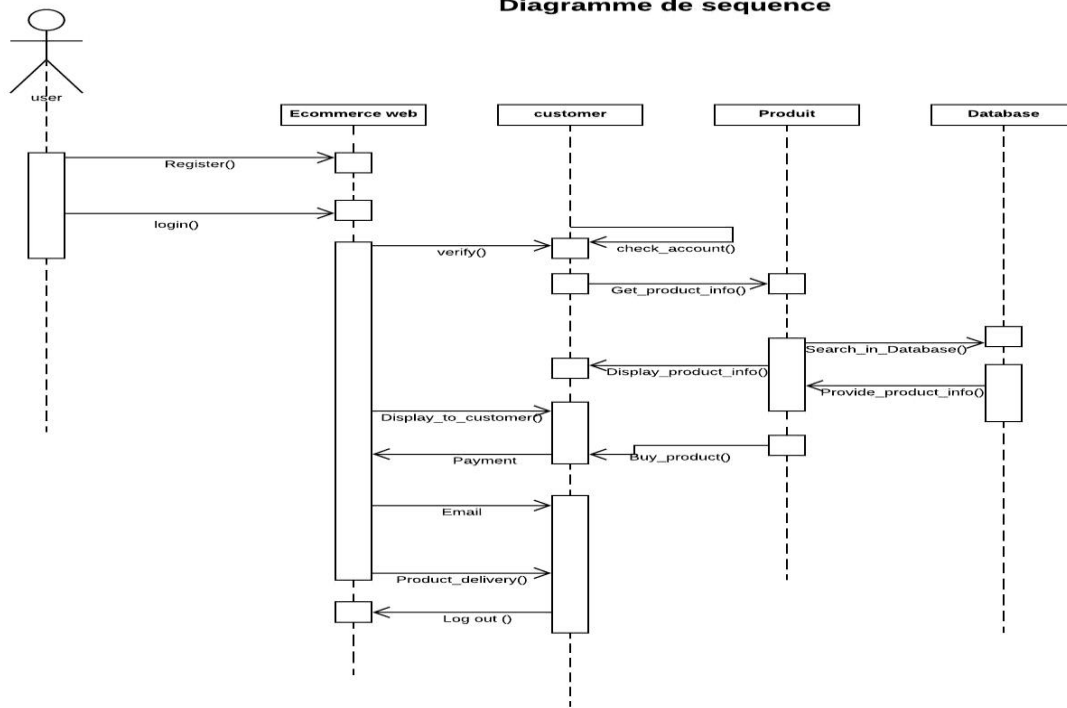 Diagramme de sequence
user
Ecommerce web
customer
Produit
Database
Register()
login()
verify()
check_account()
Get_product_info()
Search_in_Database()
Display_product_info()
Provide_product_info()
Display_to_customer()
Payment
Buy_product()
Email
Product_delivery()
Log out ()